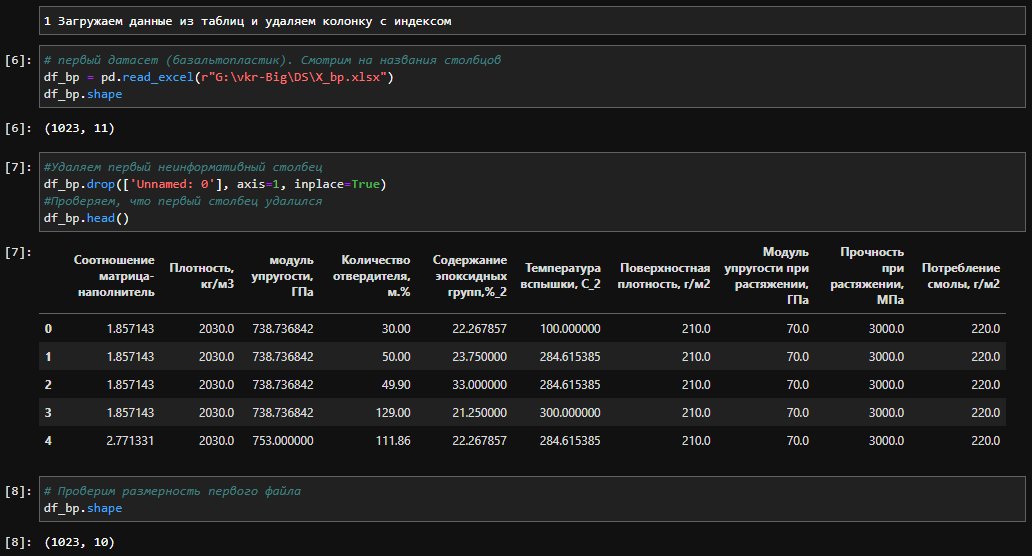 1 Загружаем данные из таблиц и удаляем колонку с индексом
[6]: # первый датасет (базальтопластик). Смотрим на названия столбцов
df_bp = pd.read_excel(r"G:\vkr-Big\DS\X_bp.xlsx")
df_bp.shape
[6]: (1023, 11)
[7]: #Удаляем первый неинформативный столбец
df_bp.drop(['Unnamed: 0'], axis=1, inplace=True)
#Проверяем, что первый столбец удалился
df_bp.head()
[7]: Соотношение матрица-наполнитель Плотность, кг/м3 модуль упругости, ГПа Количество отвердителя, м.% Содержание эпоксидных групп,%_2 Температура вспышки, С_2 Поверхностная плотность, г/м2 Модуль упругости при растяжении, ГПа Прочность при растяжении, МПа Потребление смолы, г/м2
0 1.857143 2030.0 738.736842 30.00 22.267857 100.000000 210.0 70.0 3000.0 220.0
1 1.857143 2030.0 738.736842 50.00 23.750000 284.615385 210.0 70.0 3000.0 220.0
2 1.857143 2030.0 738.736842 49.90 33.000000 284.615385 210.0 70.0 3000.0 220.0
3 1.857143 2030.0 738.736842 129.00 21.250000 300.000000 210.0 70.0 3000.0 220.0
4 2.771331 2030.0 753.000000 111.86 22.267857 284.615385 210.0 70.0 3000.0 220.0
[8]: # Проверим размерность первого файла
df_bp.shape
[8]: (1023, 10)